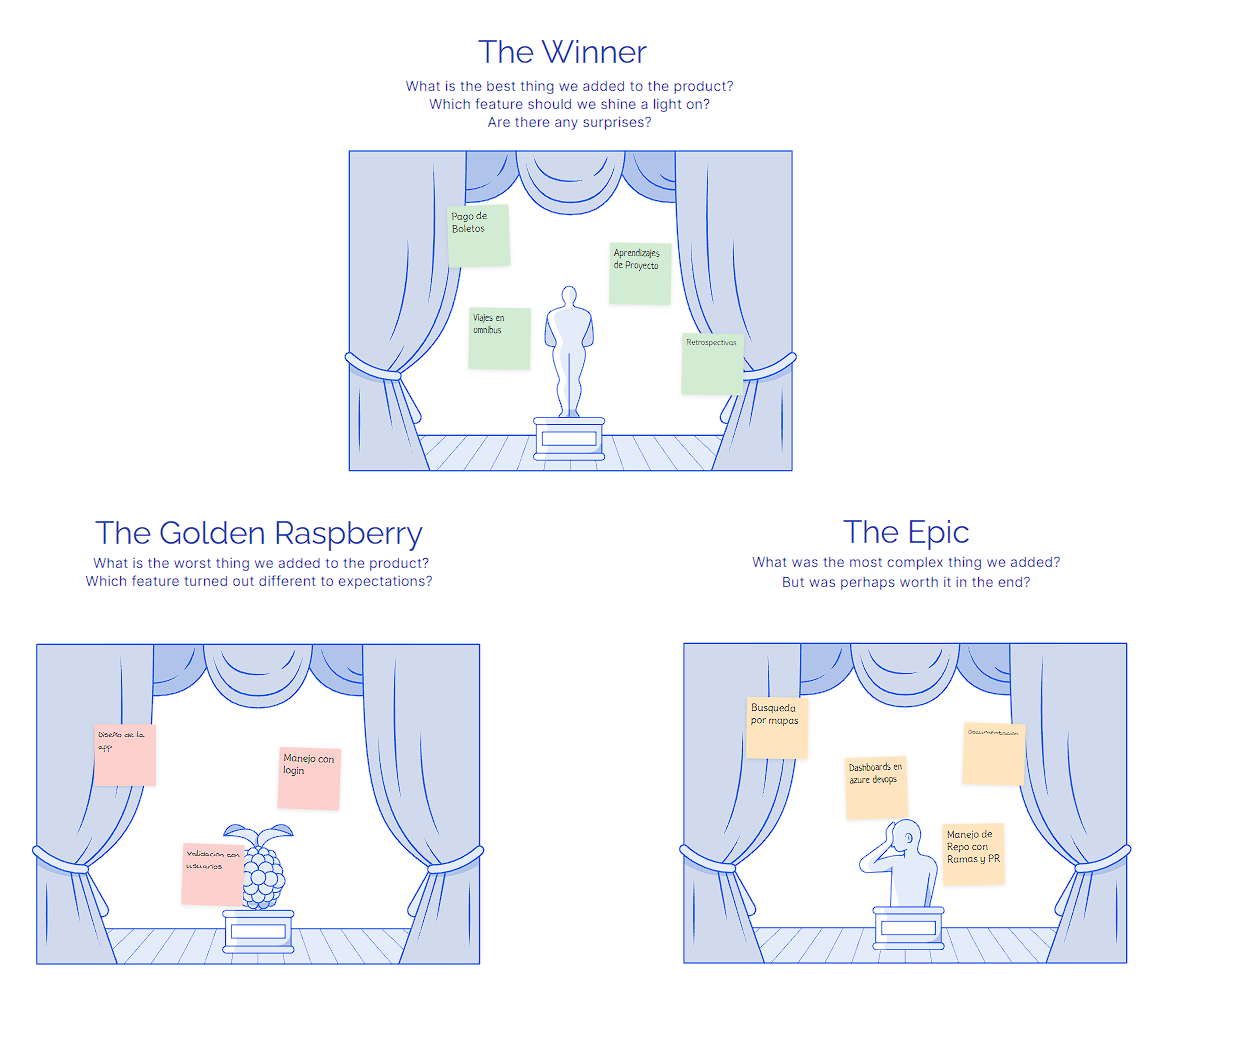 The Winner
What is the best thing we added to the product?
Which feature should we shine a light on?
Are there any surprises?
Pago de
Boletos
Aprendizajes
de Proyecto
Viajes en
omnibus
Retrospectivas
The Golden Raspberry
What is the worst thing we added to the product?
Which feature turned out different to expectations?
Diseño de la
app
Manejo con
login
Validacion con
usuarios
The Epic
What was the most complex thing we added?
But was perhaps worth it in the end?
Busqueda
por mapas
Documentacion
Dashboards en
azure devops
Manejo de
Repo con
Ramas y PR